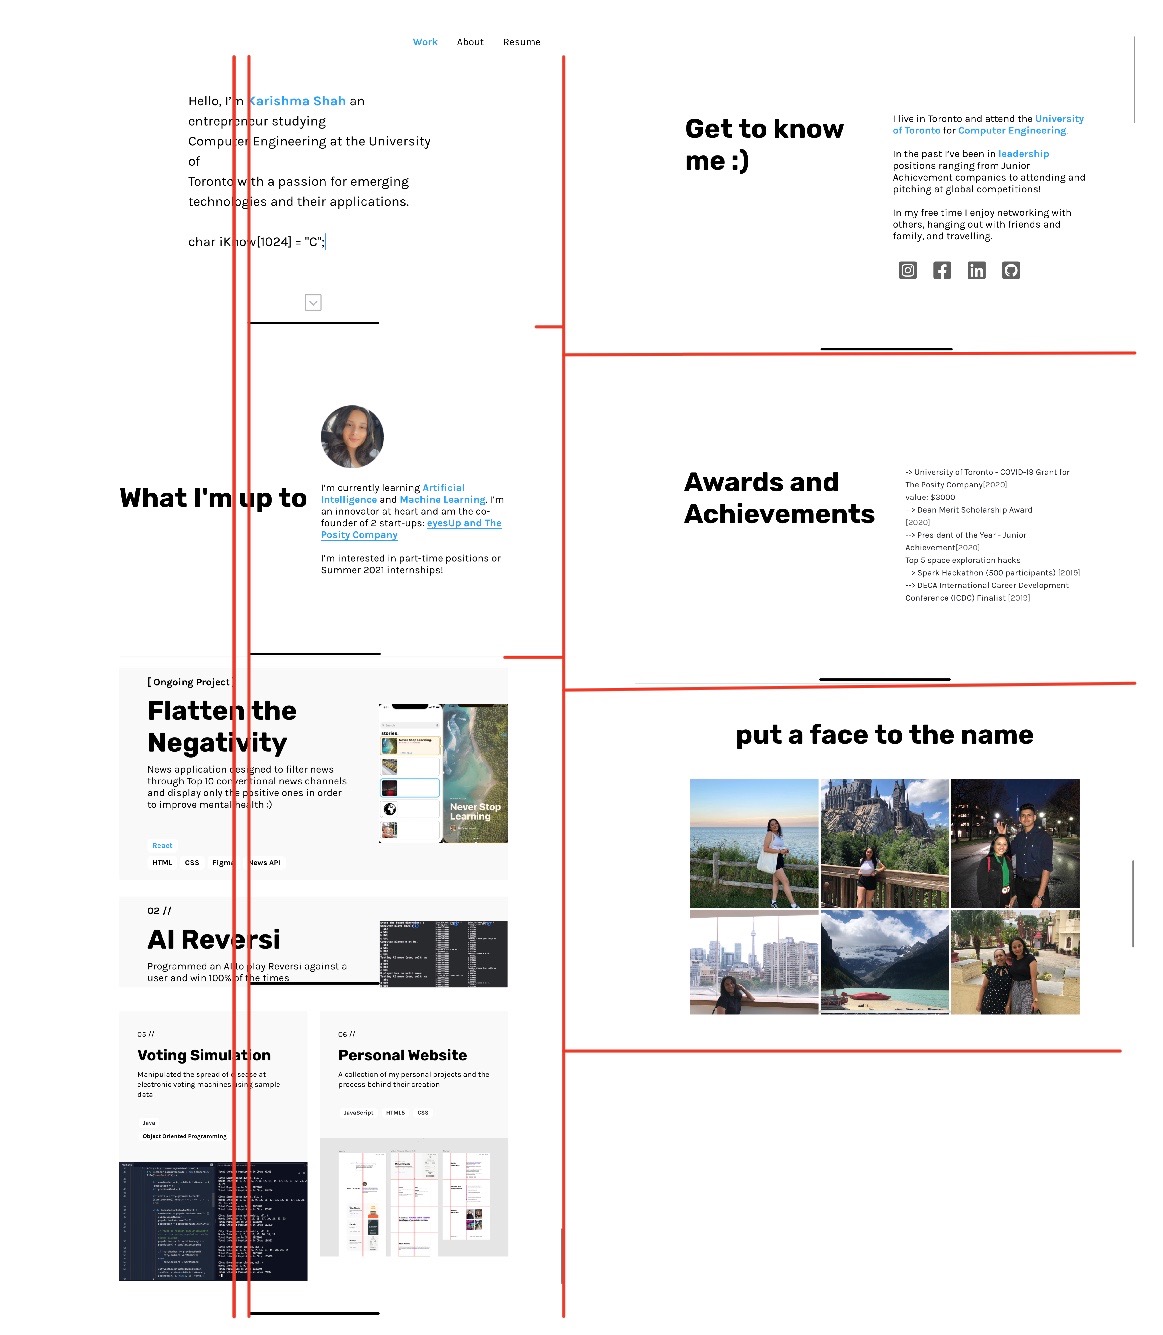 Work About Resume
Hello, I'm Karishma Shah an
entrepreneur studying
Computer Engineering at the University
of
Toronto with a passion for emerging
technologies and their applications.
char iKnow[1024] = "C";
What I'm up to
I'm currently learning Artificial
Intelligence and Machine Learning. I'm
an innovator at heart and am the co-
founder of 2 start-ups: eyesUp and The
Posity Company
I'm interested in part-time positions or
Summer 2021 internships!
[ Ongoing Project ]
Flatten the
Negativity
News application designed to filter news
through Top 10 conventional news channels
and display only the positive ones in order
to improve mental health :)
React
HTML CSS Figma News API
stories
Never Stop Learning.
Never Stop
Learning
02 //
AI Reversi
Programmed an AI to play Reversi against a
user and win 100% of the times
05 //
Voting Simulation
Manipulated the spread of disease at
electronic voting machines using sample
data
Java
Object Oriented Programming
06 //
Personal Website
A collection of my personal projects and the
process behind their creation
JavaScript HTML5 CSS
Get to know
me :)
I live in Toronto and attend the University
of Toronto for Computer Engineering.
In the past I've been in leadership
positions ranging from Junior
Achievement companies to attending and
pitching at global competitions!
In my free time I enjoy networking with
others, hanging out with friends and
family, and travelling.
Awards and
Achievements
-> University of Toronto - COVID-19 Grant for
The Posity Company[2020]
value: $3000
-> Dean Merit Scholarship Award
[2020]
--> President of the Year - Junior
Achievement[2020]
Top 5 space exploration hacks
-> Spark Hackathon (500 participants) [2019]
--> DECA International Career Development
Conference (ICDC) Finalist [2019]
put a face to the name